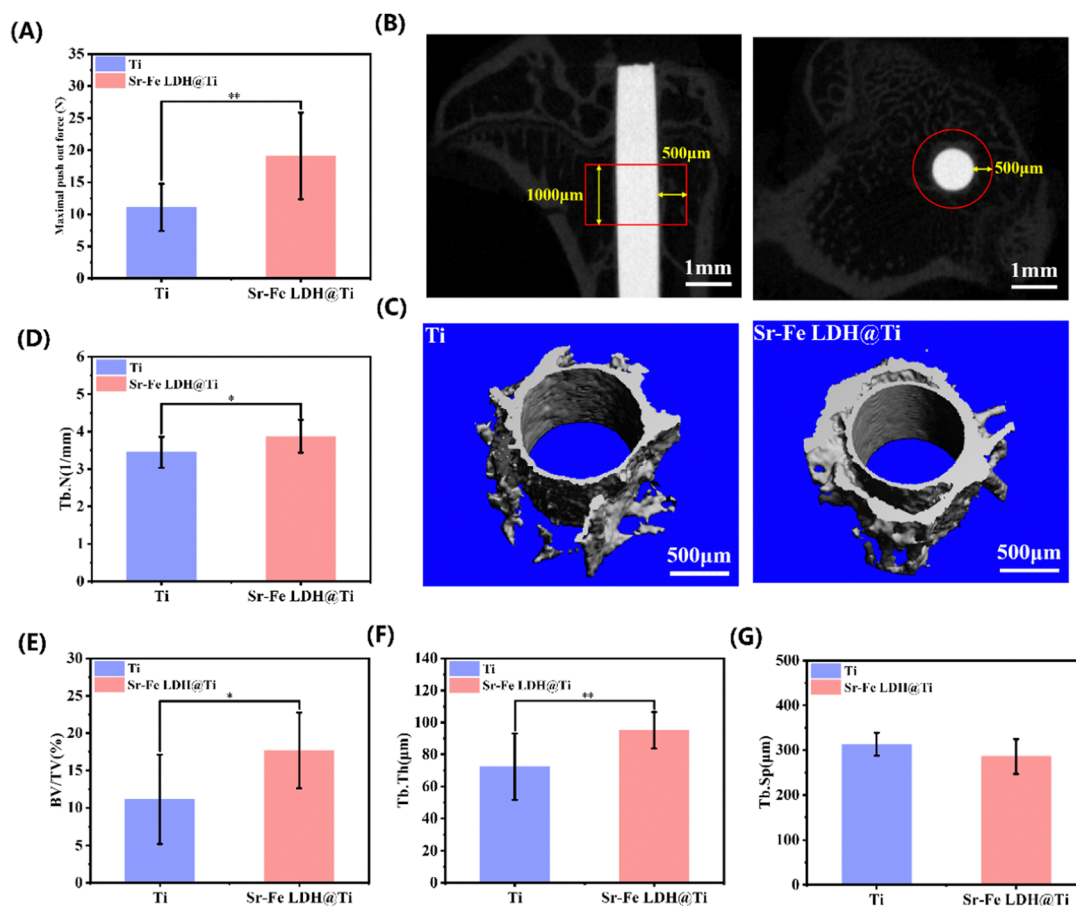 (A)
Maximal push out force (N)
35
30
25
20
15
10
5
0
Ti
Sr-Fe LDH@Ti
**
Ti
Sr-Fe LDH@Ti
(B)
500μm
1000μm
1mm
500μm
1mm
(C)
Ti
500μm
Sr-Fe LDH@Ti
500μm
(D)
Tb.N(1/mm)
6
5
4
3
2
1
0
Ti
Sr-Fe LDH@Ti
*
Ti
Sr-Fe LDH@Ti
(E)
BV/TV(%)
30
25
20
15
10
5
0
Ti
Sr-Fe LDH@Ti
*
Ti
Sr-Fe LDH@Ti
(F)
Tb.Th(μm)
140
120
100
80
60
40
20
0
Ti
Sr-Fe LDH@Ti
**
Ti
Sr-Fe LDH@Ti
(G)
Tb.Sp(μm)
500
400
300
200
100
0
Ti
Sr-Fe LDH@Ti
Ti
Sr-Fe LDH@Ti